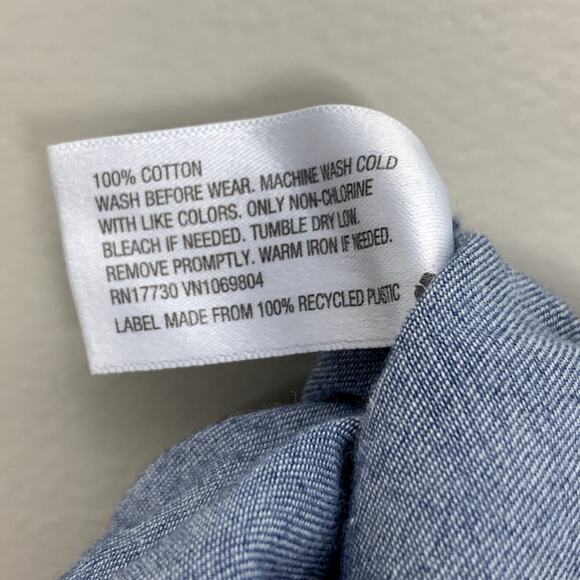 100% COTTON
WASH BEFORE WEAR. MACHINE WASH COLD
WITH LIKE COLORS. ONLY NON-CHLORINE
BLEACH IF NEEDED. TUMBLE DRY LOW.
REMOVE PROMPTLY. WARM IRON IF NEEDED.
RN17730 VN1069804
LABEL MADE FROM 100% RECYCLED PLASTIC